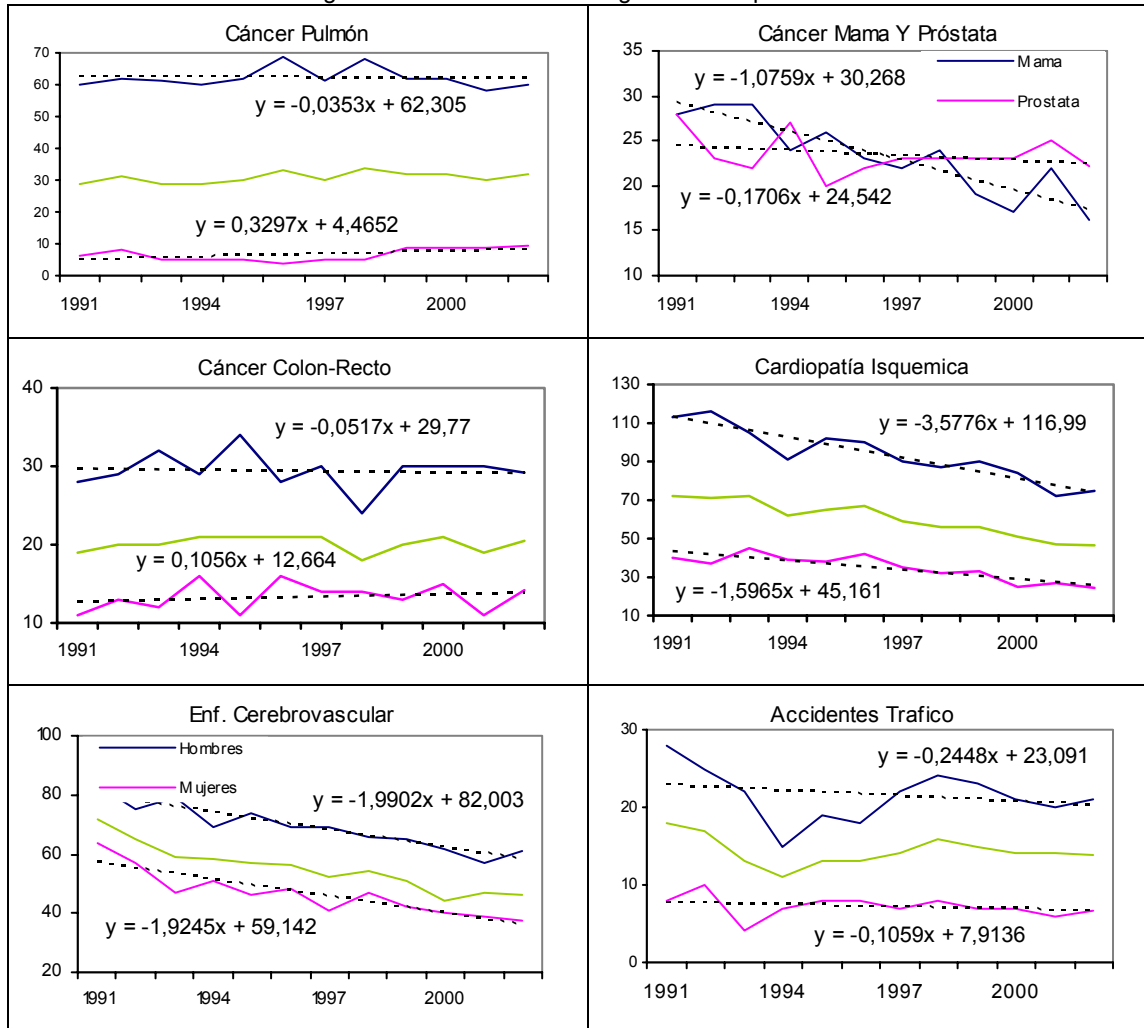 Cáncer Pulmón
70
60
50
40
30
20
10
0
y = -0,0353x + 62,305
y = 0,3297x + 4,4652
1991 1994 1997 2000
Cáncer Mama Y Próstata
35
30
25
20
15
10
y = -1,0759x + 30,268
Mama
Prostata
y = -0,1706x + 24,542
1991 1994 1997 2000
Cáncer Colon-Recto
40
30
20
10
y = -0,0517x + 29,77
y = 0,1056x + 12,664
1991 1994 1997 2000
Cardiopatía Isquemica
130
110
90
70
50
30
10
y = -3,5776x + 116,99
y = -1,5965x + 45,161
1991 1994 1997 2000
Enf. Cerebrovascular
100
80
60
40
20
Hombres
Mujeres
y = -1,9902x + 82,003
y = -1,9245x + 59,142
1991 1994 1997 2000
Accidentes Trafico
30
20
10
0
y = -0,2448x + 23,091
y = -0,1059x + 7,9136
1991 1994 1997 2000